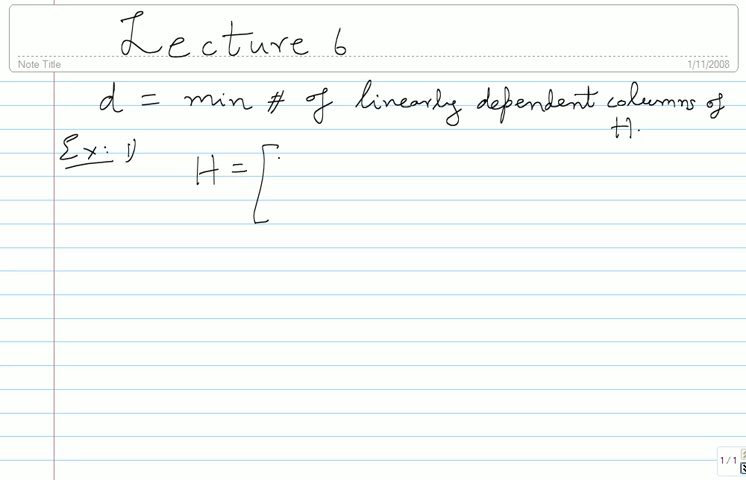 Lecture 6
Note Title
1/11/2008
d = min # of linearly dependent columns of
H.
Ex: 1)
H = [
1 / 1